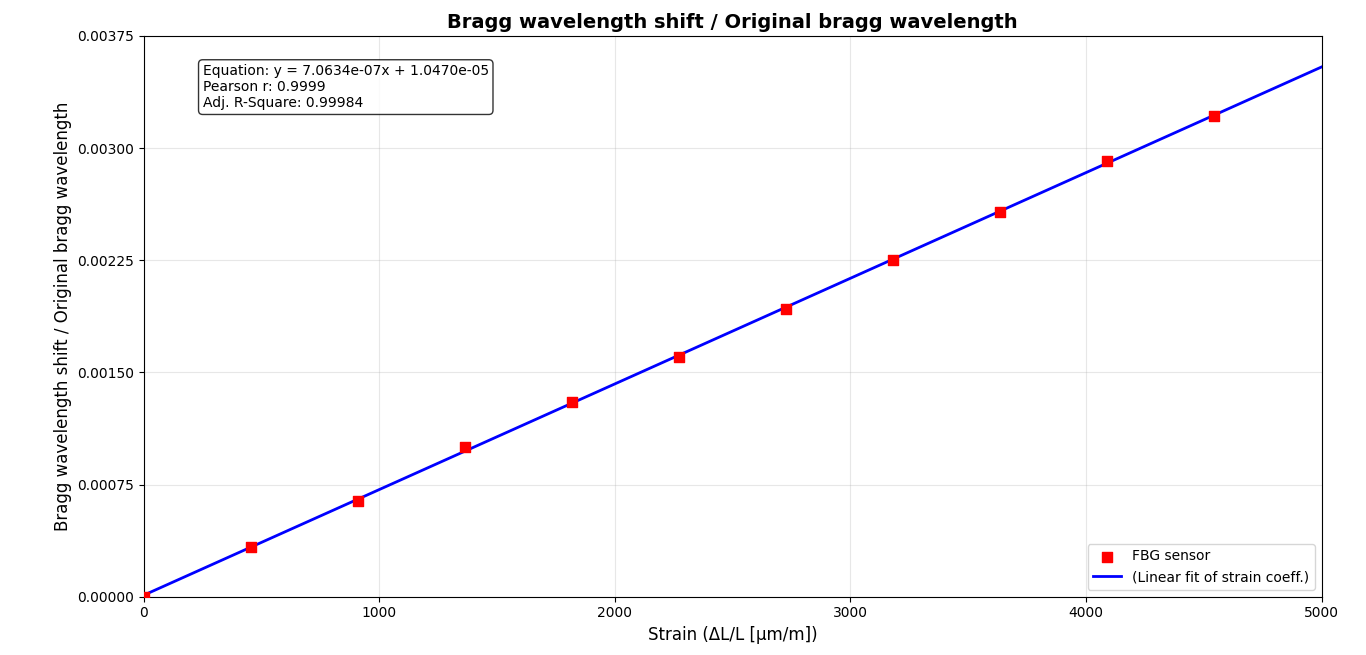 Bragg wavelength shift / Original bragg wavelength
0.00375
0.00300
0.00225
0.00150
0.00075
0.00000
Bragg wavelength shift / Original bragg wavelength
Equation: y = 7.0634e-07x + 1.0470e-05
Pearson r: 0.9999
Adj. R-Square: 0.99984
FBG sensor
(Linear fit of strain coeff.)
0 1000 2000 3000 4000 5000
Strain (ΔL/L [μm/m])